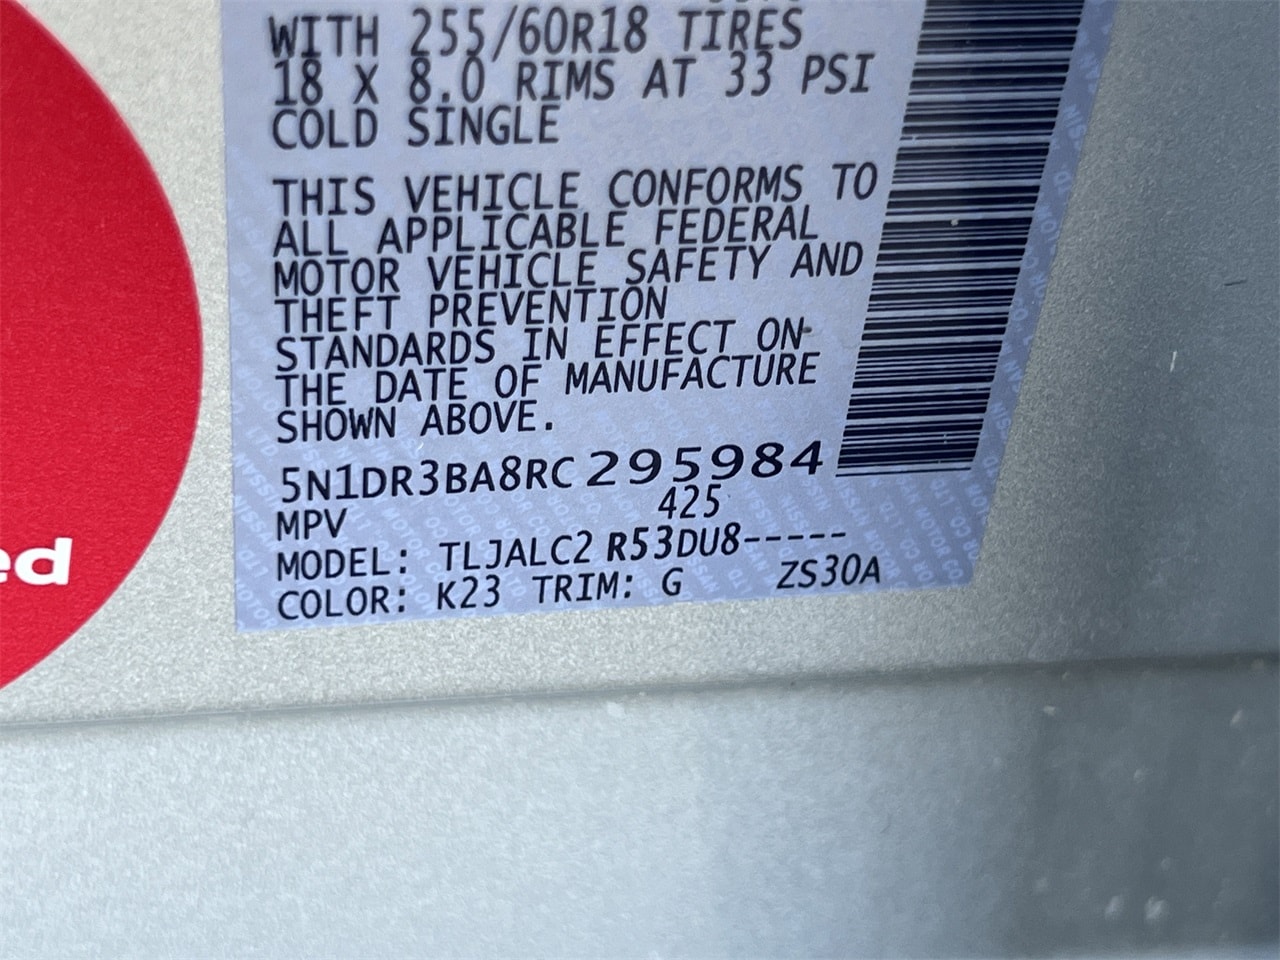 WITH 255/60R18 TIRES
18 X 8.0 RIMS AT 33 PSI
COLD SINGLE
THIS VEHICLE CONFORMS TO
ALL APPLICABLE FEDERAL
MOTOR VEHICLE SAFETY AND
THEFT PREVENTION
STANDARDS IN EFFECT ON
THE DATE OF MANUFACTURE
SHOWN ABOVE.
5N1DR3BA8RC295984
MPV 425
MODEL: TLJALC2 R53DU8-----
COLOR: K23 TRIM: G ZS30A
ed